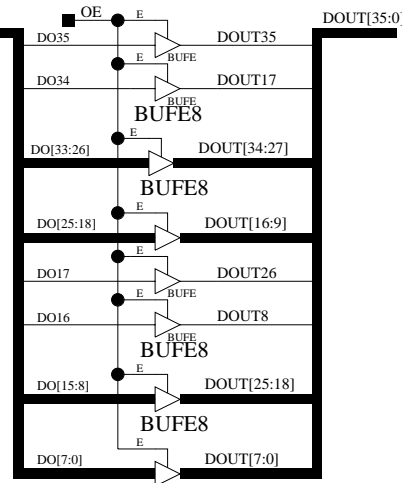 OE E DOUT[35:0]
DO35 DOUT35
E BUFE
DO34 DOUT17
BUFE
BUFE8
E
DO[33:26] DOUT[34:27]
BUFE8
E
DO[25:18] DOUT[16:9]
E
DO17 DOUT26
E BUFE
DO16 DOUT8
BUFE
BUFE8
E
DO[15:8] DOUT[25:18]
BUFE8
E
DO[7:0] DOUT[7:0]